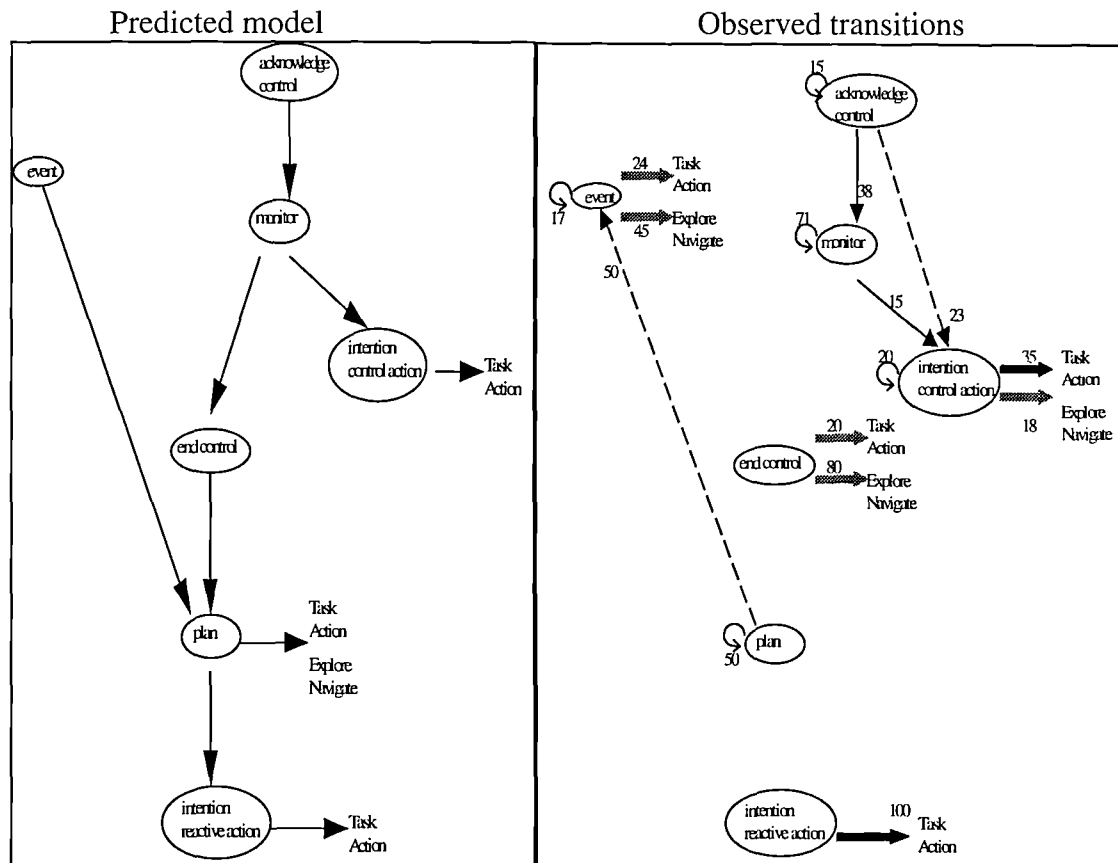 Predicted model
acknowledge
control
event
monitor
intention
control action
Task
Action
end control
plan
Task
Action
Explore
Navigate
intention
reactive action
Task
Action
Observed transitions
15
acknowledge
control
24
Task
Action
event
17
45
Explore
Navigate
38
71
monitor
50
15
23
20
intention
control action
35
Task
Action
18
Explore
Navigate
20
Task
Action
end control
80
Explore
Navigate
50
plan
intention
reactive action
100
Task
Action